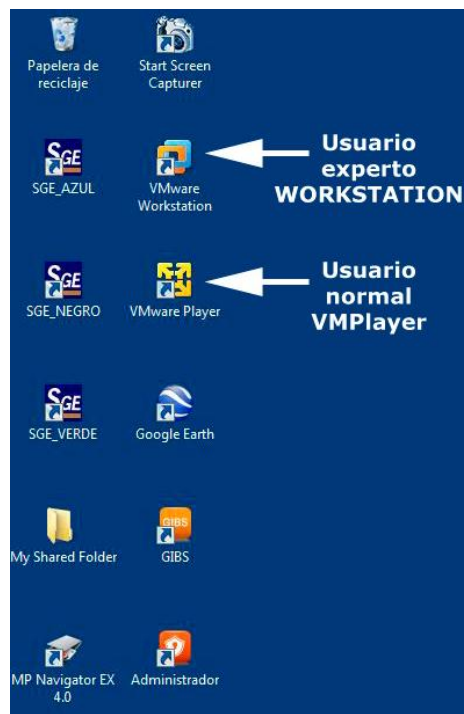 Papelera de
reciclaje
Start Screen
Capturer
SGE
SGE_AZUL
VMware
Workstation
Usuario
experto
WORKSTATION
SGE
SGE_NEGRO
VMware Player
Usuario
normal
VMPlayer
SGE
SGE_VERDE
Google Earth
My Shared Folder
GIBS
GIBS
MP Navigator EX
4.0
Administrador